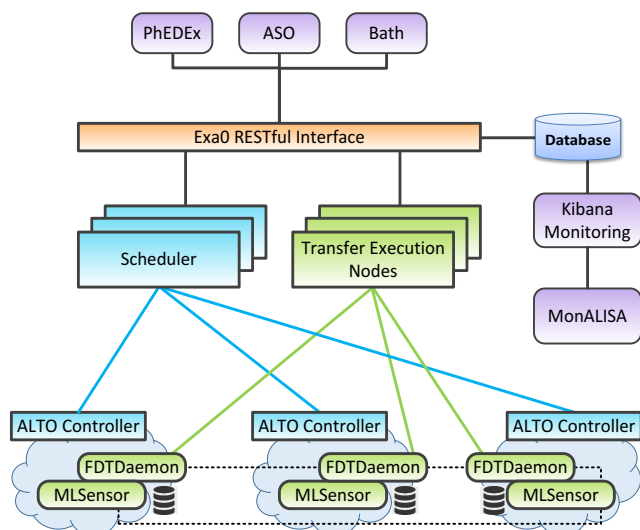 PhEDEx
ASO
Bath
Exa0 RESTful Interface
Database
Scheduler
Transfer Execution
Nodes
Kibana
Monitoring
MonALISA
ALTO Controller
ALTO Controller
ALTO Controller
FDTDaemon
FDTDaemon
FDTDaemon
MLSensor
MLSensor
MLSensor